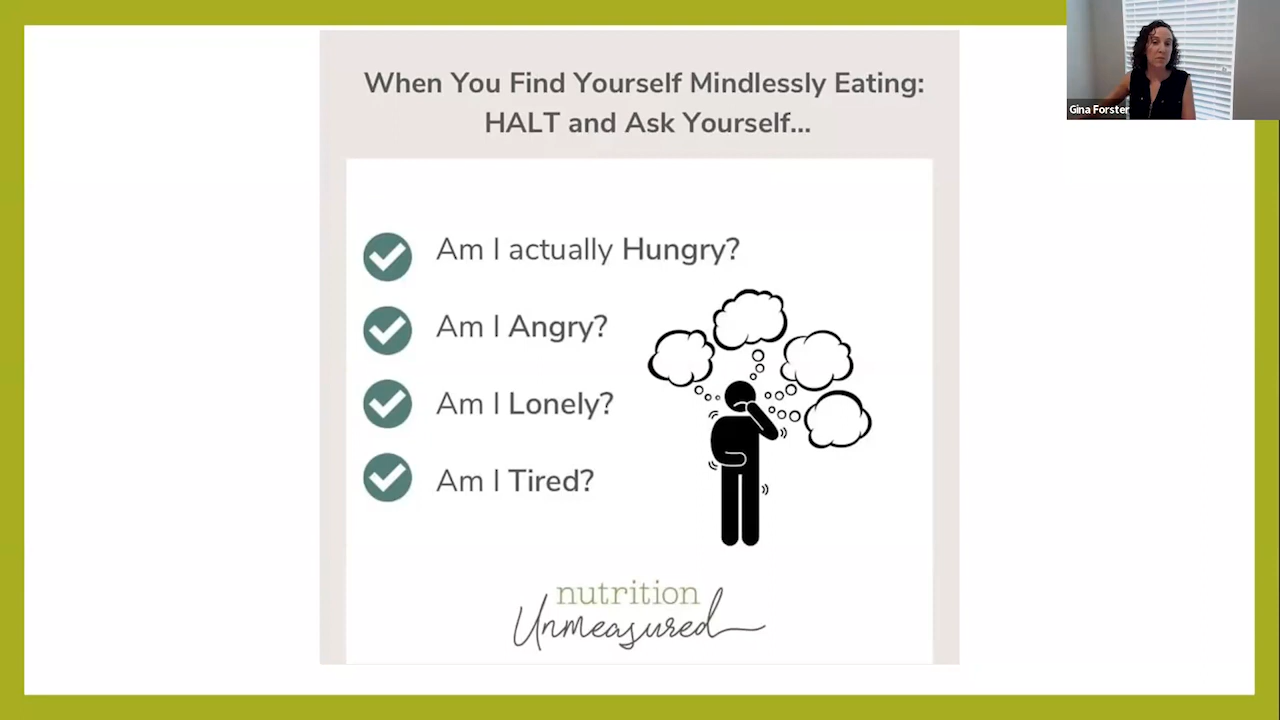 When You Find Yourself Mindlessly Eating:
HALT and Ask Yourself...
Am I actually Hungry?
Am I Angry?
Am I Lonely?
Am I Tired?
nutrition
Unmeasured
Gina Forster